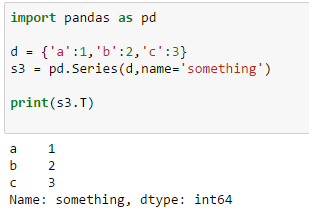 import pandas as pd
d = {'a':1,'b':2,'c':3}
s3 = pd.Series(d,name='something')
print(s3.T)
a    1
b    2
c    3
Name: something, dtype: int64